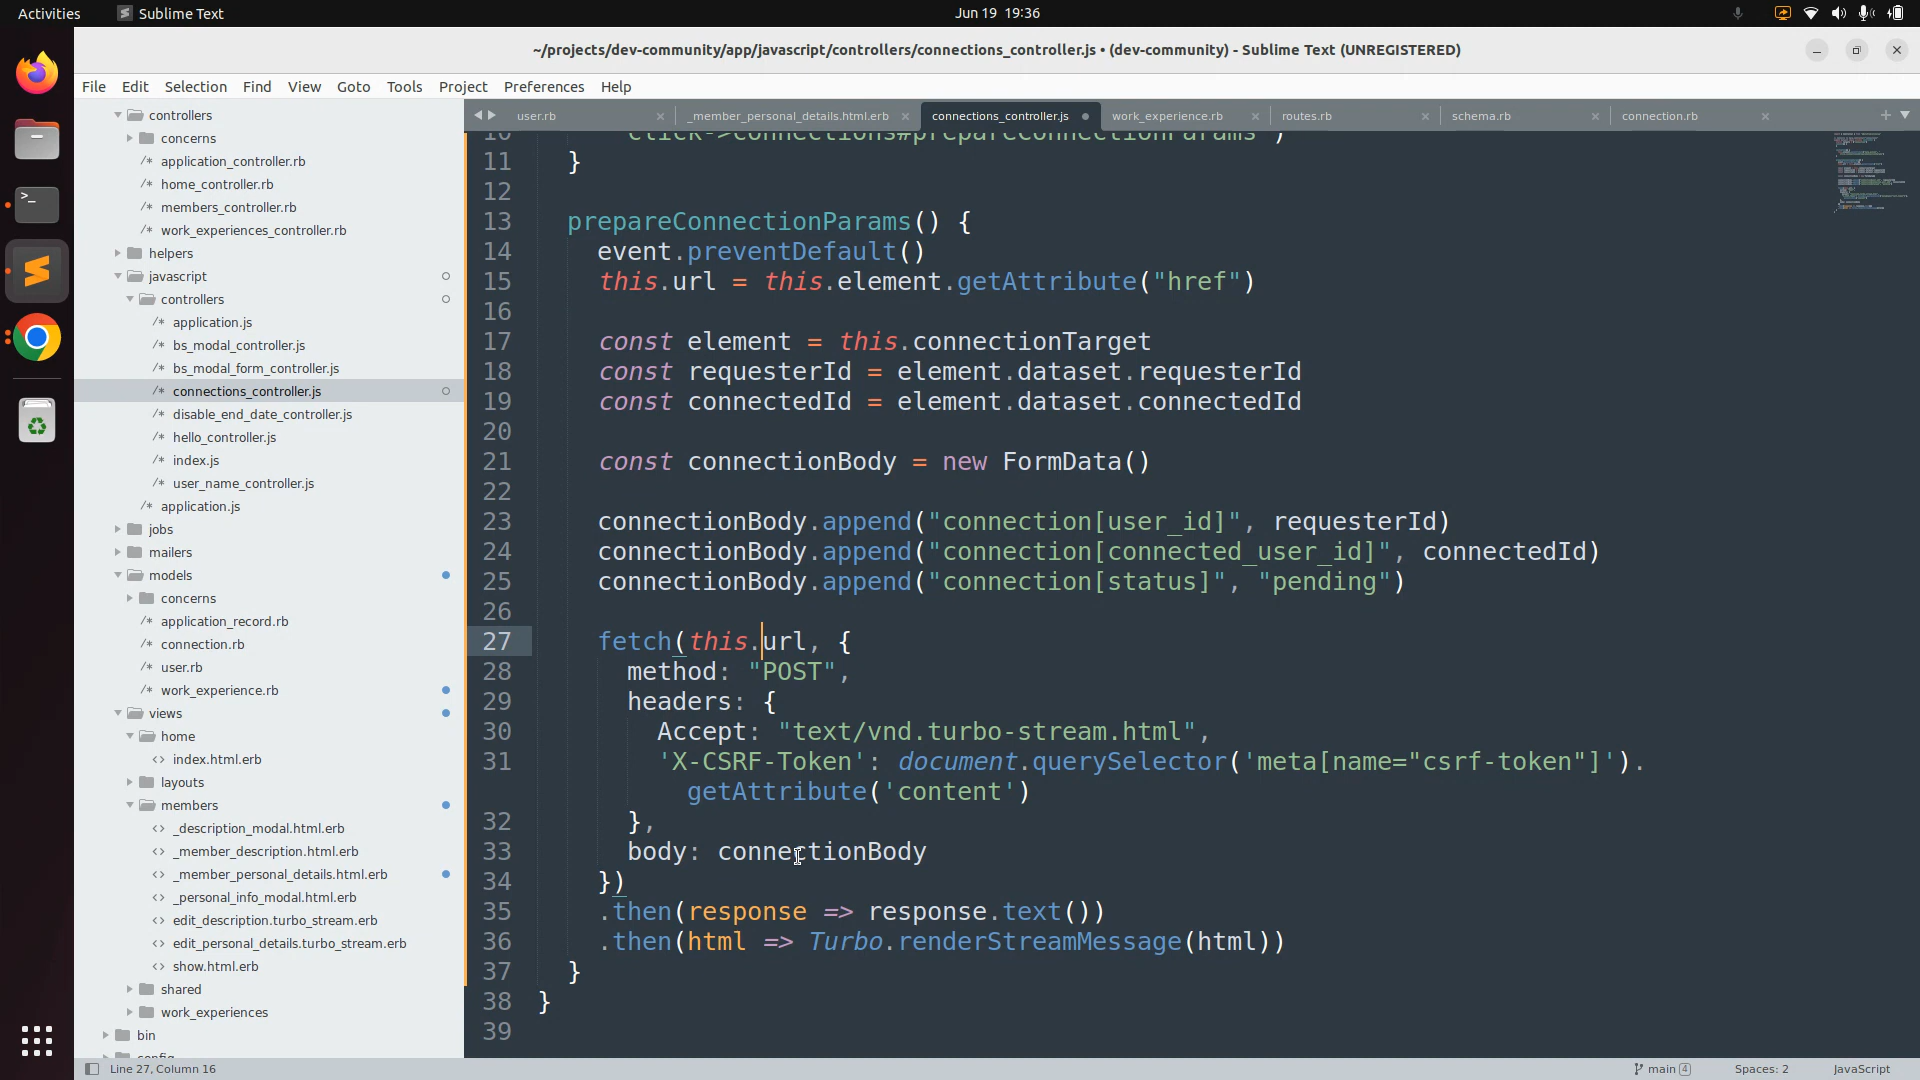 Activities
Sublime Text
Jun 19 19:36
~/projects/dev-community/app/javascript/controllers/connections_controller.js • (dev-community) - Sublime Text (UNREGISTERED)
File Edit Selection Find View Goto Tools Project Preferences Help
user.rb
_member_personal_details.html.erb
connections_controller.js
work_experience.rb
routes.rb
schema.rb
connection.rb
controllers
concerns
application_controller.rb
home_controller.rb
members_controller.rb
work_experiences_controller.rb
helpers
javascript
controllers
application.js
bs_modal_controller.js
bs_modal_form_controller.js
connections_controller.js
disable_end_date_controller.js
hello_controller.js
index.js
user_name_controller.js
application.js
jobs
mailers
models
concerns
application_record.rb
connection.rb
user.rb
work_experience.rb
views
home
index.html.erb
layouts
members
_description_modal.html.erb
_member_description.html.erb
_member_personal_details.html.erb
_personal_info_modal.html.erb
edit_description.turbo_stream.erb
edit_personal_details.turbo_stream.erb
show.html.erb
shared
work_experiences
bin
config
10 click->connections#prepareConnectionParams")
11 }
12
13 prepareConnectionParams() {
14 event.preventDefault()
15 this.url = this.element.getAttribute("href")
16
17 const element = this.connectionTarget
18 const requesterId = element.dataset.requesterId
19 const connectedId = element.dataset.connectedId
20
21 const connectionBody = new FormData()
22
23 connectionBody.append("connection[user_id]", requesterId)
24 connectionBody.append("connection[connected_user_id]", connectedId)
25 connectionBody.append("connection[status]", "pending")
26
27 fetch(this.url, {
28 method: "POST",
29 headers: {
30 Accept: "text/vnd.turbo-stream.html",
31 'X-CSRF-Token': document.querySelector('meta[name="csrf-token"]').
getAttribute('content')
32 },
33 body: connectionBody
34 })
35 .then(response => response.text())
36 .then(html => Turbo.renderStreamMessage(html))
37 }
38 }
39
Line 27, Column 16
main 4
Spaces: 2
JavaScript